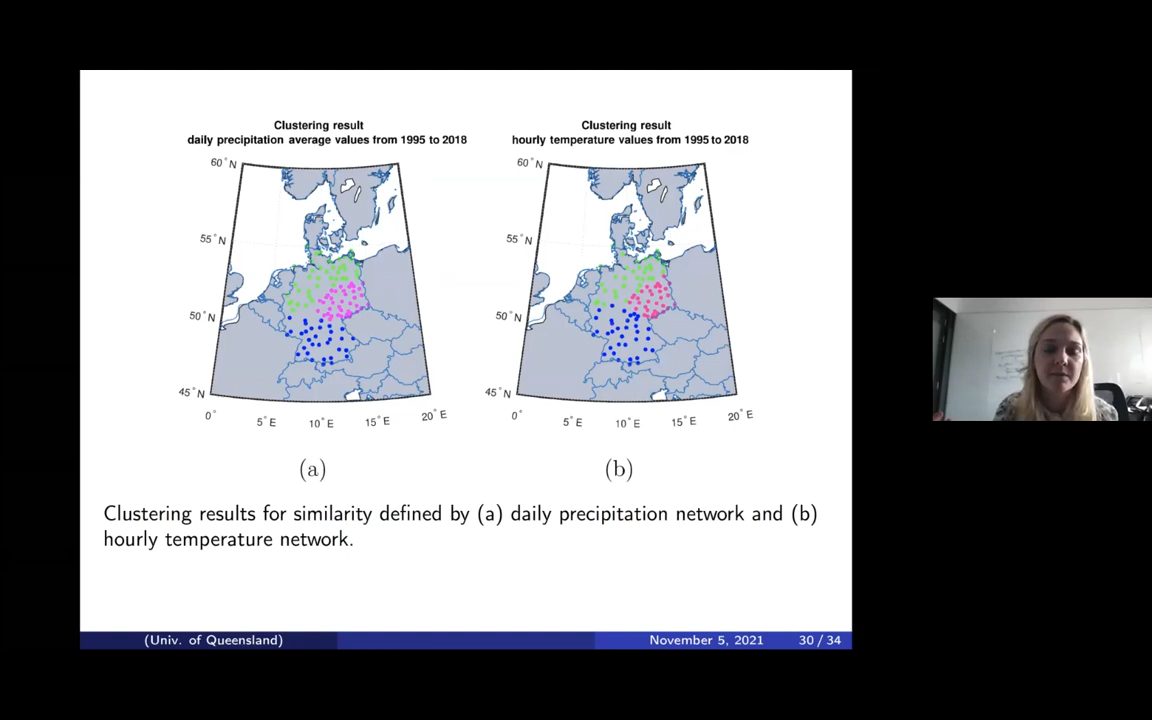 Clustering result
daily precipitation average values from 1995 to 2018
60°N
55°N
50°N
45°N
0°
5°E
10°E
15°E
20°E
(a)
Clustering result
hourly temperature values from 1995 to 2018
60°N
55°N
50°N
45°N
0°
5°E
10°E
15°E
20°E
(b)
Clustering results for similarity defined by (a) daily precipitation network and (b)
hourly temperature network.
(Univ. of Queensland)
November 5, 2021
30 / 34